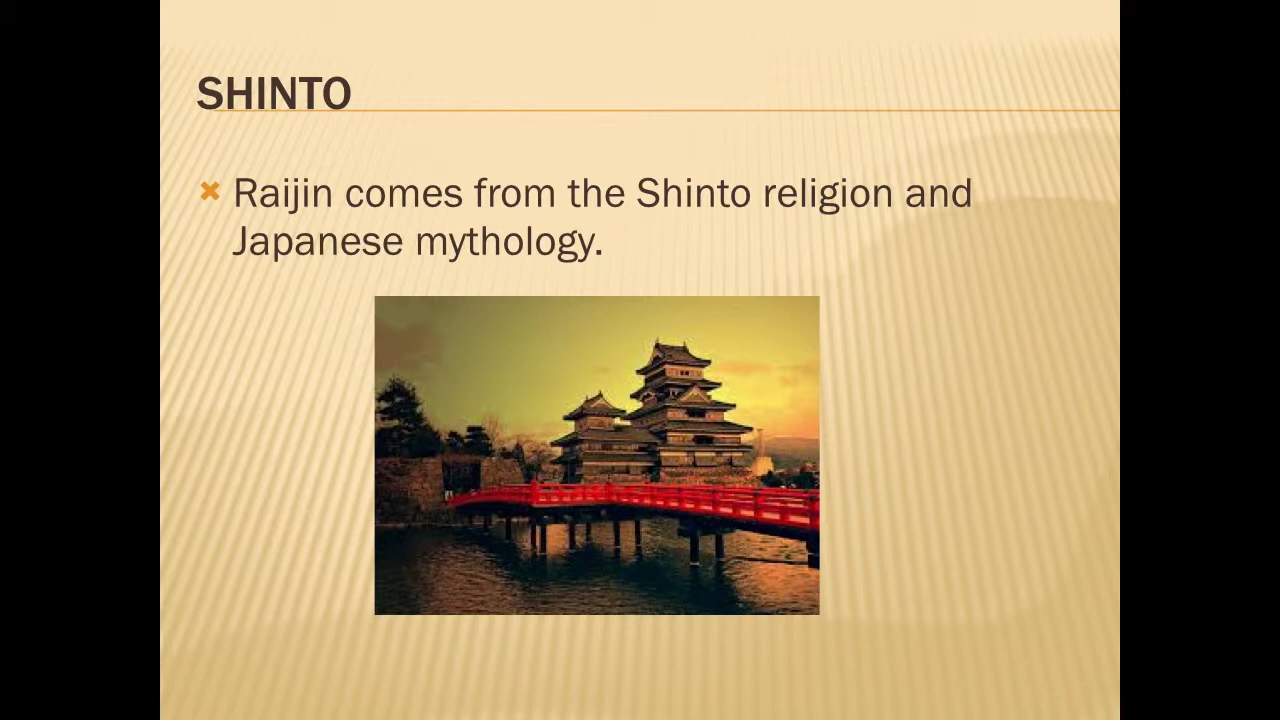 SHINTO
Raijin comes from the Shinto religion and
Japanese mythology.